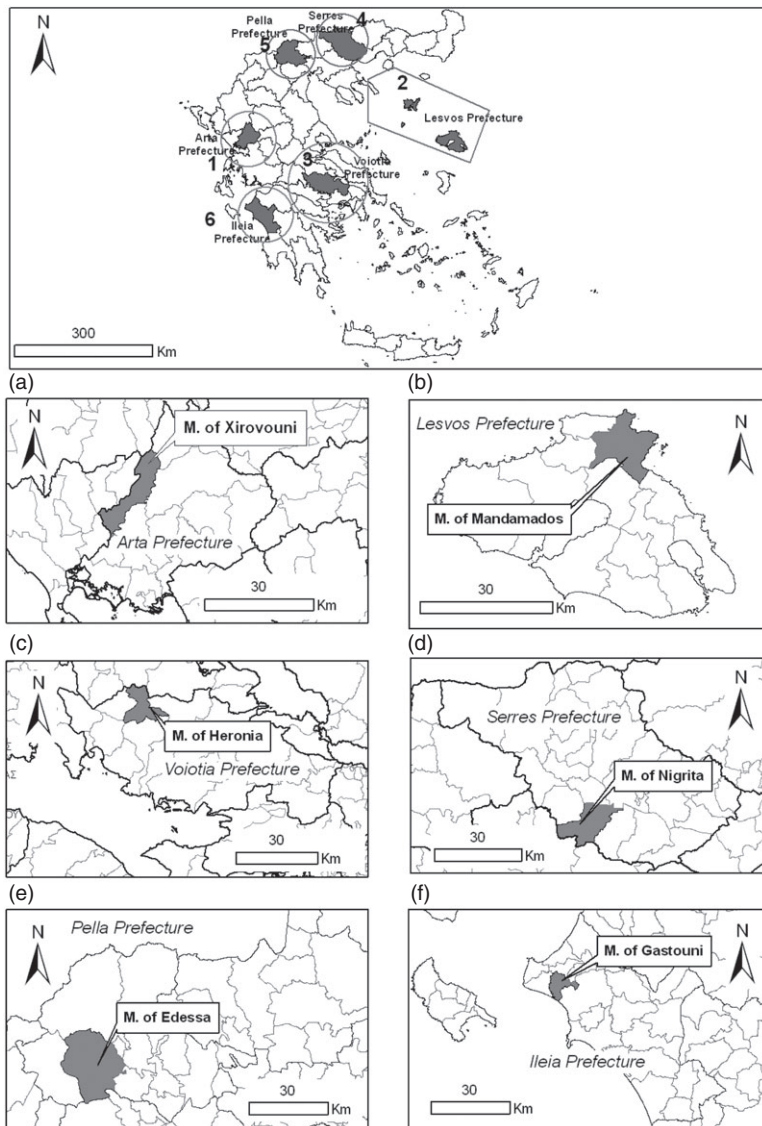 N
Pella
Prefecture
5
Serres
Prefecture
4
2
Lesvos Prefecture
Arta
Prefecture
1
3
Voiotia
Prefecture
6
Ileia
Prefecture
300
Km
(a)
N
M. of Xirovouni
Arta Prefecture
30
Km
(b)
Lesvos Prefecture
N
M. of Mandamados
30
Km
(c)
N
M. of Heronia
Voiotia Prefecture
30
Km
(d)
Serres Prefecture
N
M. of Nigrita
30
Km
(e)
Pella Prefecture
N
M. of Edessa
30
Km
(f)
M. of Gastouni
N
Ileia Prefecture
30
Km